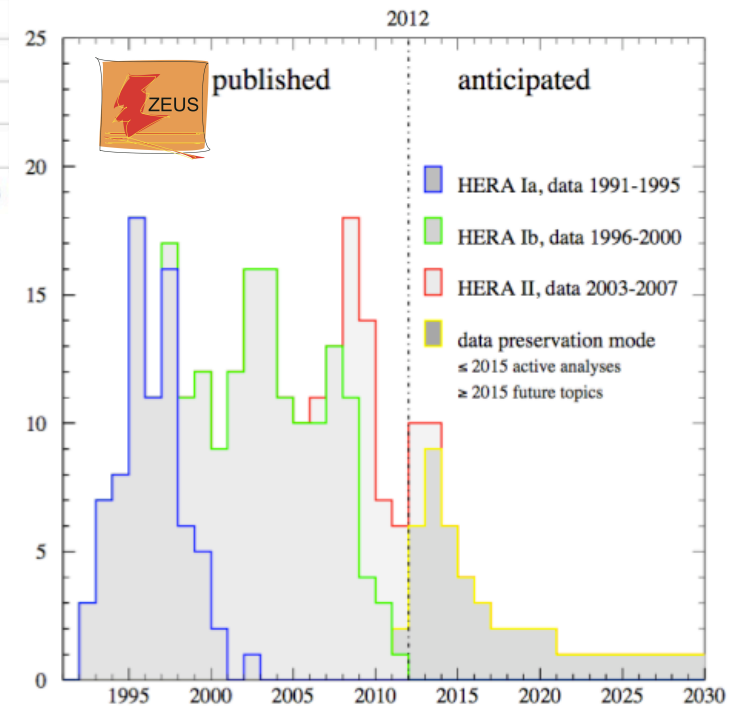 2012
25
published
anticipated
ZEUS
20
HERA Ia, data 1991-1995
HERA Ib, data 1996-2000
HERA II, data 2003-2007
15
data preservation mode
≤ 2015 active analyses
≥ 2015 future topics
10
5
0
1995 2000 2005 2010 2015 2020 2025 2030